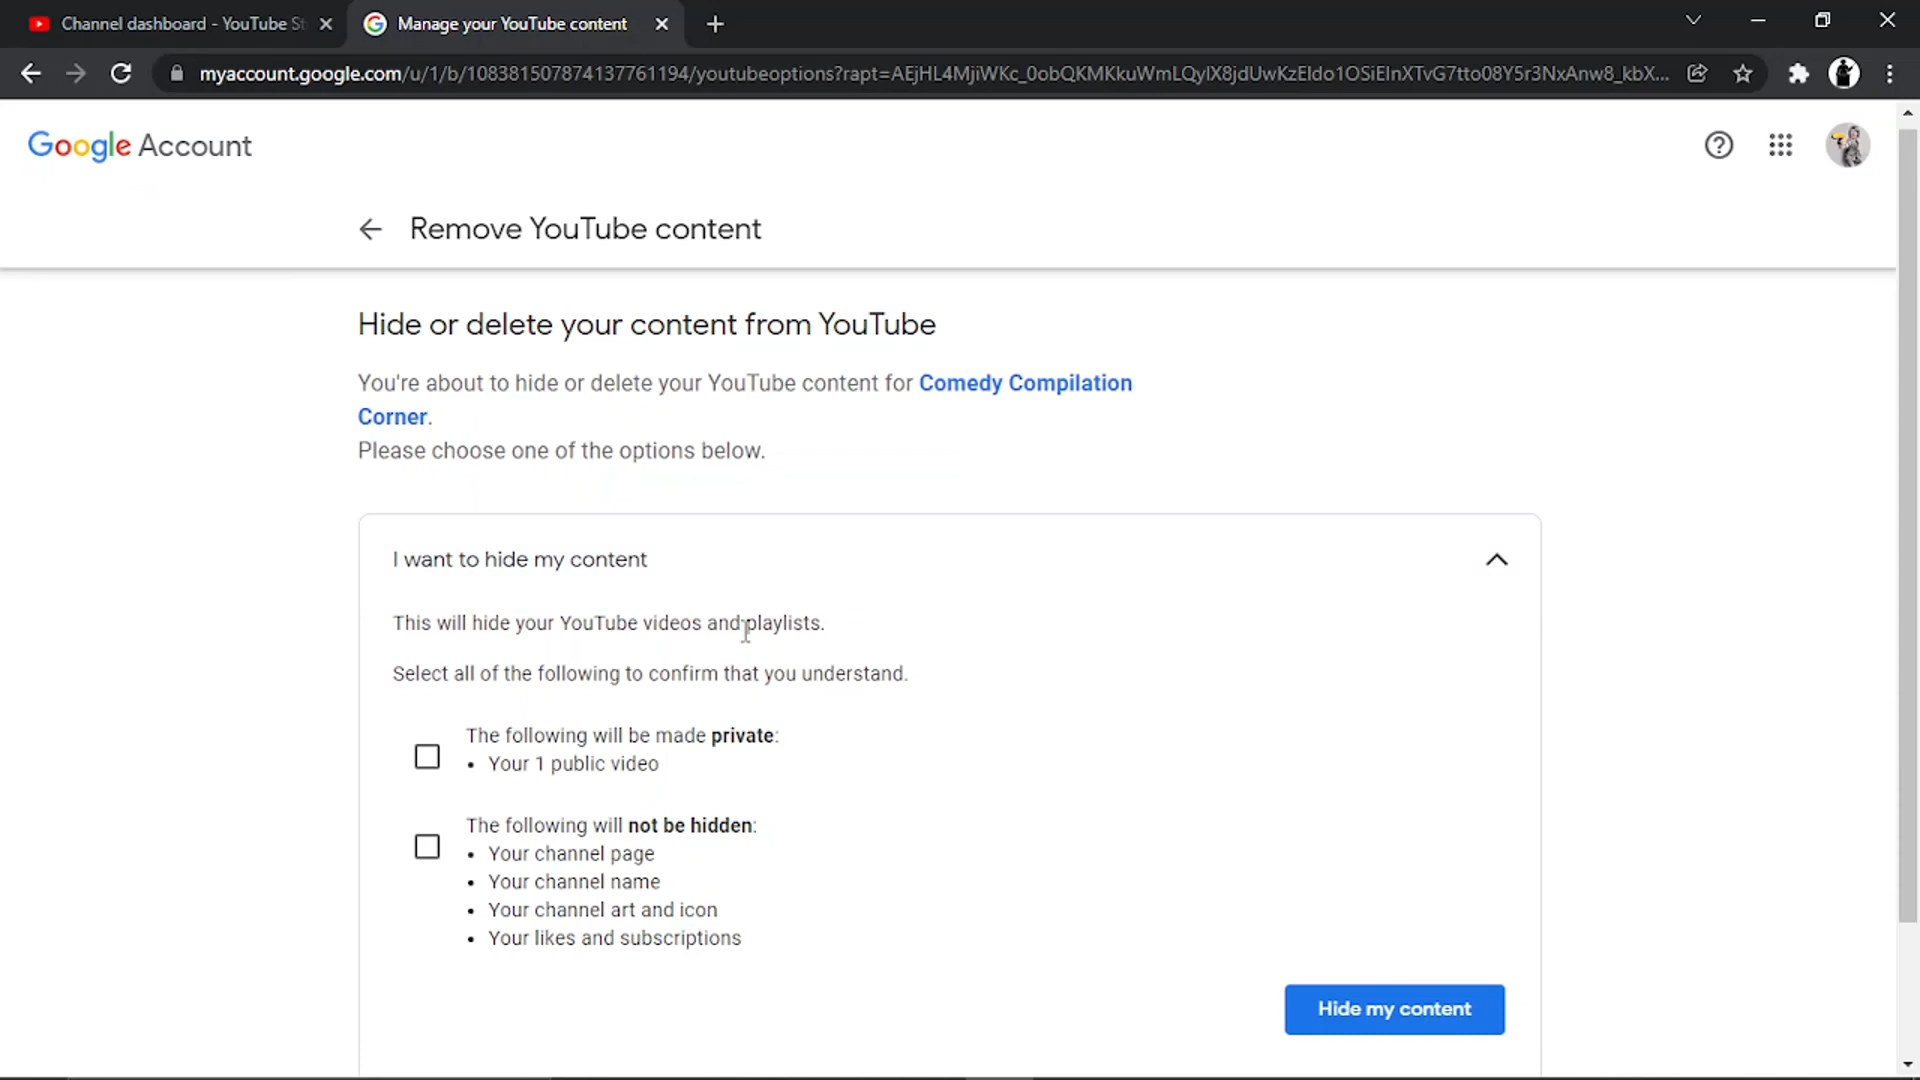 Channel dashboard - YouTube St
Manage your YouTube content
myaccount.google.com/u/1/b/108381507874137761194/youtubeoptions?rapt=AEjHL4MjiWKc_0obQKMKkuWmLQylX8jdUwKzEldo1OSiElnXTvG7tto08Y5r3NxAnw8_kbX...
Google Account
Remove YouTube content
Hide or delete your content from YouTube
You're about to hide or delete your YouTube content for Comedy Compilation
Corner.
Please choose one of the options below.
I want to hide my content
This will hide your YouTube videos and playlists.
Select all of the following to confirm that you understand.
The following will be made private:
• Your 1 public video
The following will not be hidden:
• Your channel page
• Your channel name
• Your channel art and icon
• Your likes and subscriptions
Hide my content